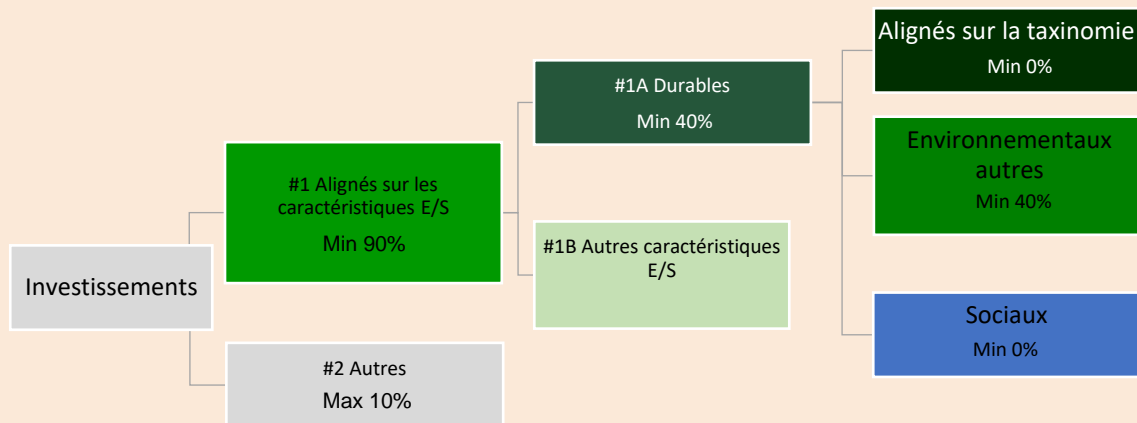 Investissements
#1 Alignés sur les
caractéristiques E/S
Min 90%
#2 Autres
Max 10%
#1A Durables
Min 40%
#1B Autres caractéristiques
E/S
Alignés sur la taxinomie
Min 0%
Environnementaux
autres
Min 40%
Sociaux
Min 0%